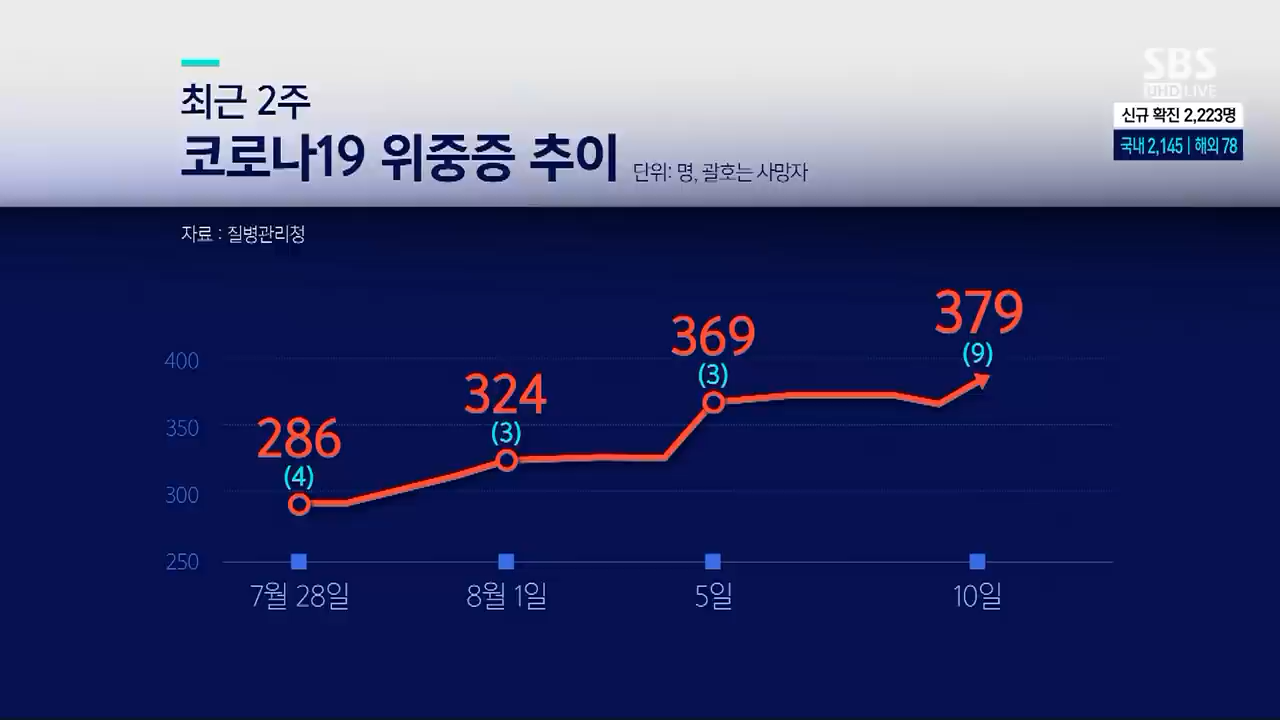 최근 2주
코로나19 위중증 추이 단위: 명, 괄호는 사망자
SBS
UHD LIVE
신규 확진 2,223명
국내 2,145 | 해외 78
자료 : 질병관리청
400
350
300
250
286
(4)
324
(3)
369
(3)
379
(9)
7월 28일 8월 1일 5일 10일